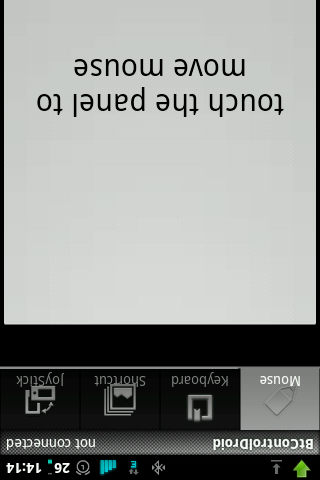 26 14:14
BtControlDroid not connected
Mouse Keyboard Shortcut JoyStick
touch the panel to
move mouse